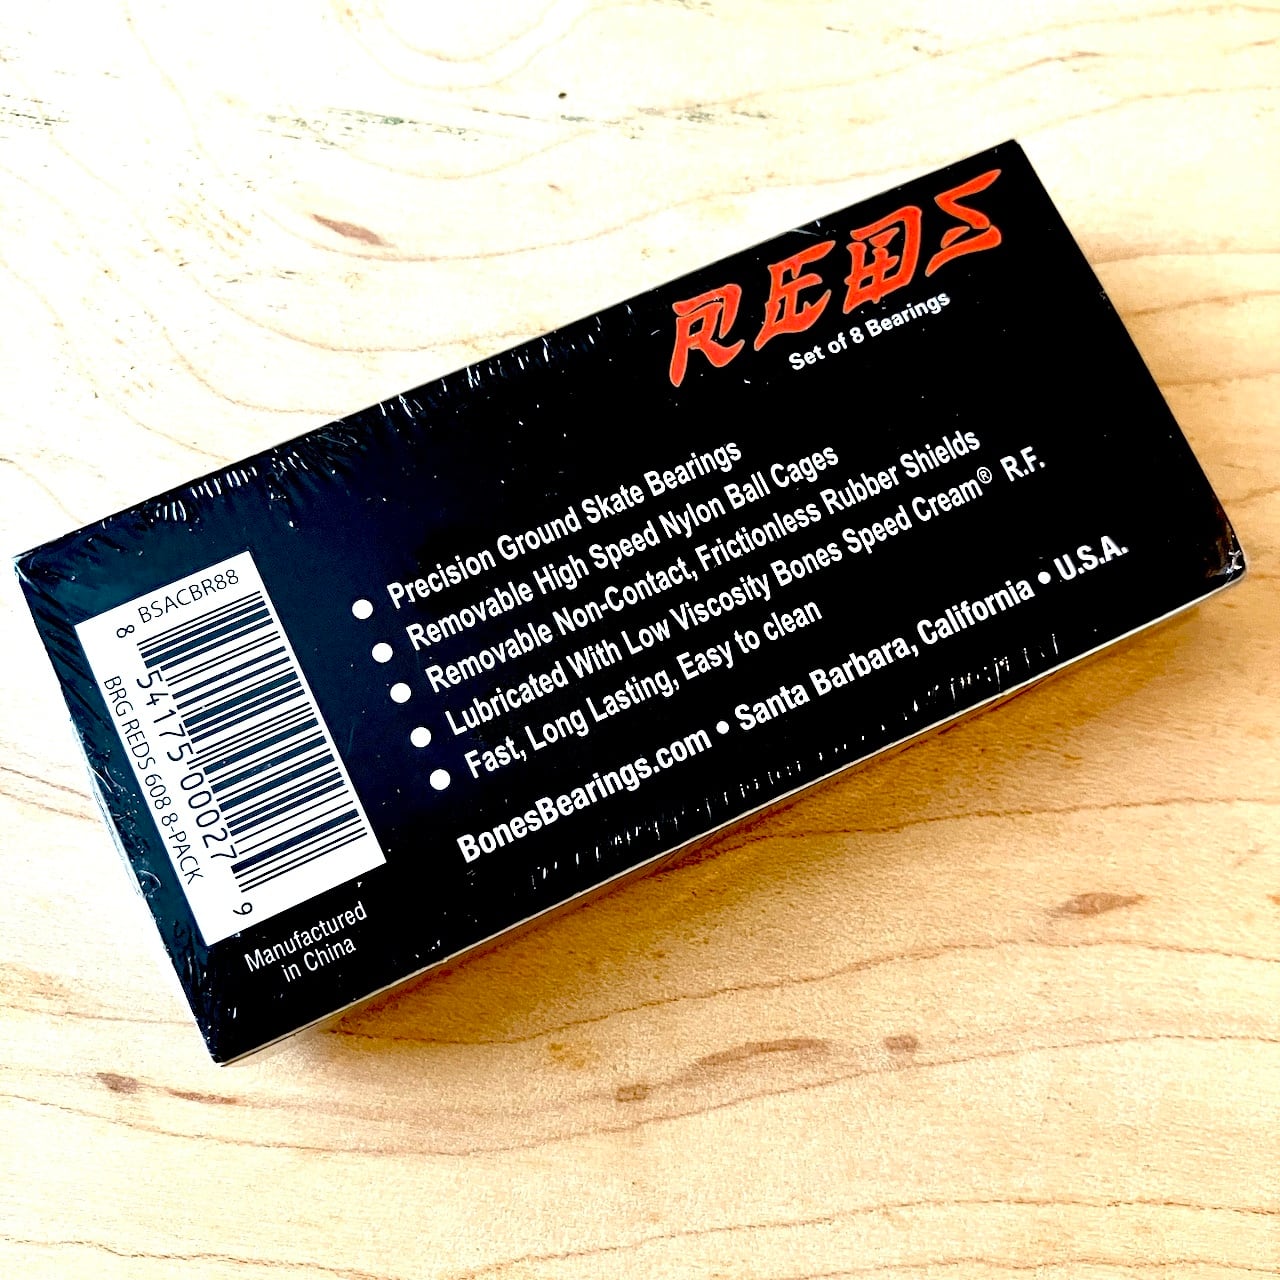 REDS
Set of 8 Bearings
● Precision Ground Skate Bearings
● Removable High Speed Nylon Ball Cages
● Removable Non-Contact, Frictionless Rubber Shields
● Lubricated With Low Viscosity Bones Speed Cream® R.F.
● Fast, Long Lasting, Easy to clean
BonesBearings.com • Santa Barbara, California • U.S.A.
BSACBR88
8 54175 00027 9
BRG REDS 608 8-PACK
Manufactured
in China